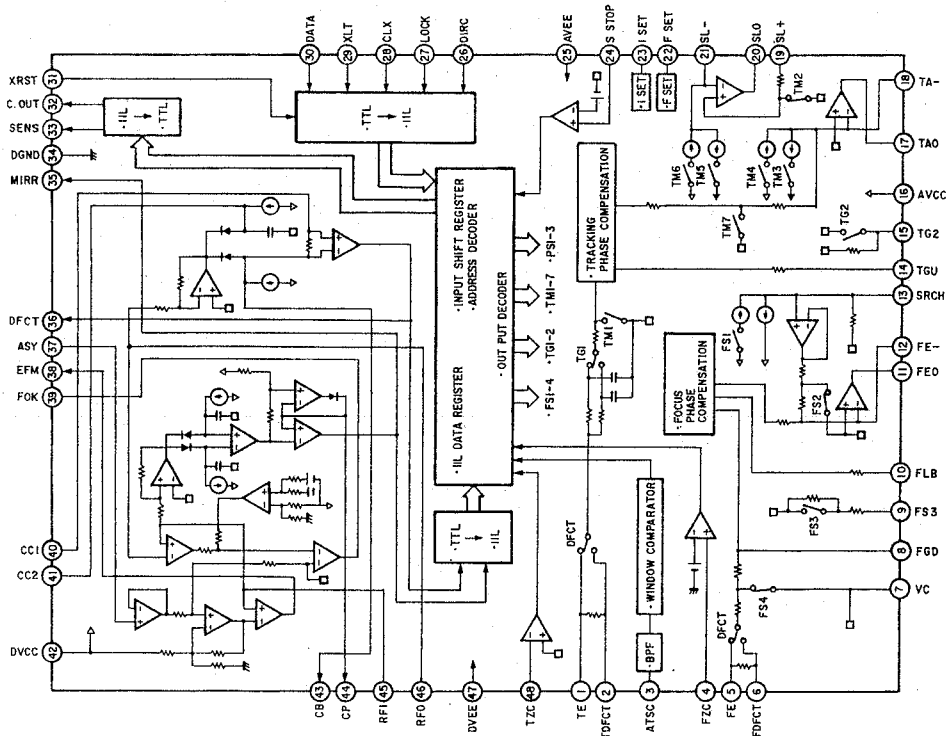 30 DATA
29 XLT
28 CLX
27 LOCK
26 DIRC
25 AVEE
24 S STOP
23 I SET
22 F SET
21 SL-
20 SLO
19 SL+
XRST 31
C.OUT 32
SENS 33
DGND 34
MIRR 35
DFCT 36
ASY 37
EFM 38
FOK 39
CC1 40
CC2 41
DVCC 42
CB 43
CP 44
RFI 45
RFO 46
DVEE 47
TZC 48
TE 1
TDFCT 2
ATSC 3
FZC 4
FE 5
FDFCT 6
18 TA-
17 TAO
16 AVCC
15 TG2
14 TGU
13 SRCH
12 FE-
11 FEO
10 FLB
9 FS3
8 FGD
7 VC
·IIL → TTL
·TTL → ·IIL
·I SET
·F SET
TM2
TM6
TM5
TM4
TM3
TM7
TG2
·TRACKING PHASE COMPENSATION
·IIL DATA REGISTER
·INPUT SHIFT REGISTER
·ADDRESS DECODER
·OUT PUT DECODER
·FS1-4
·TG1-2
·TM1-7
·PS1-3
TG1
TM1
·FOCUS PHASE COMPENSATION
FS1
FS2
FS3
FS4
DFCT
DFCT
·TTL → ·IIL
·WINDOW COMPARATOR
·BPF